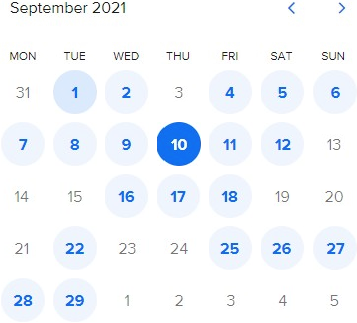 September 2021
MON TUE WED THU FRI SAT SUN
31 1 2 3 4 5 6
7 8 9 10 11 12 13
14 15 16 17 18 19 20
21 22 23 24 25 26 27
28 29 1 2 3 4 5